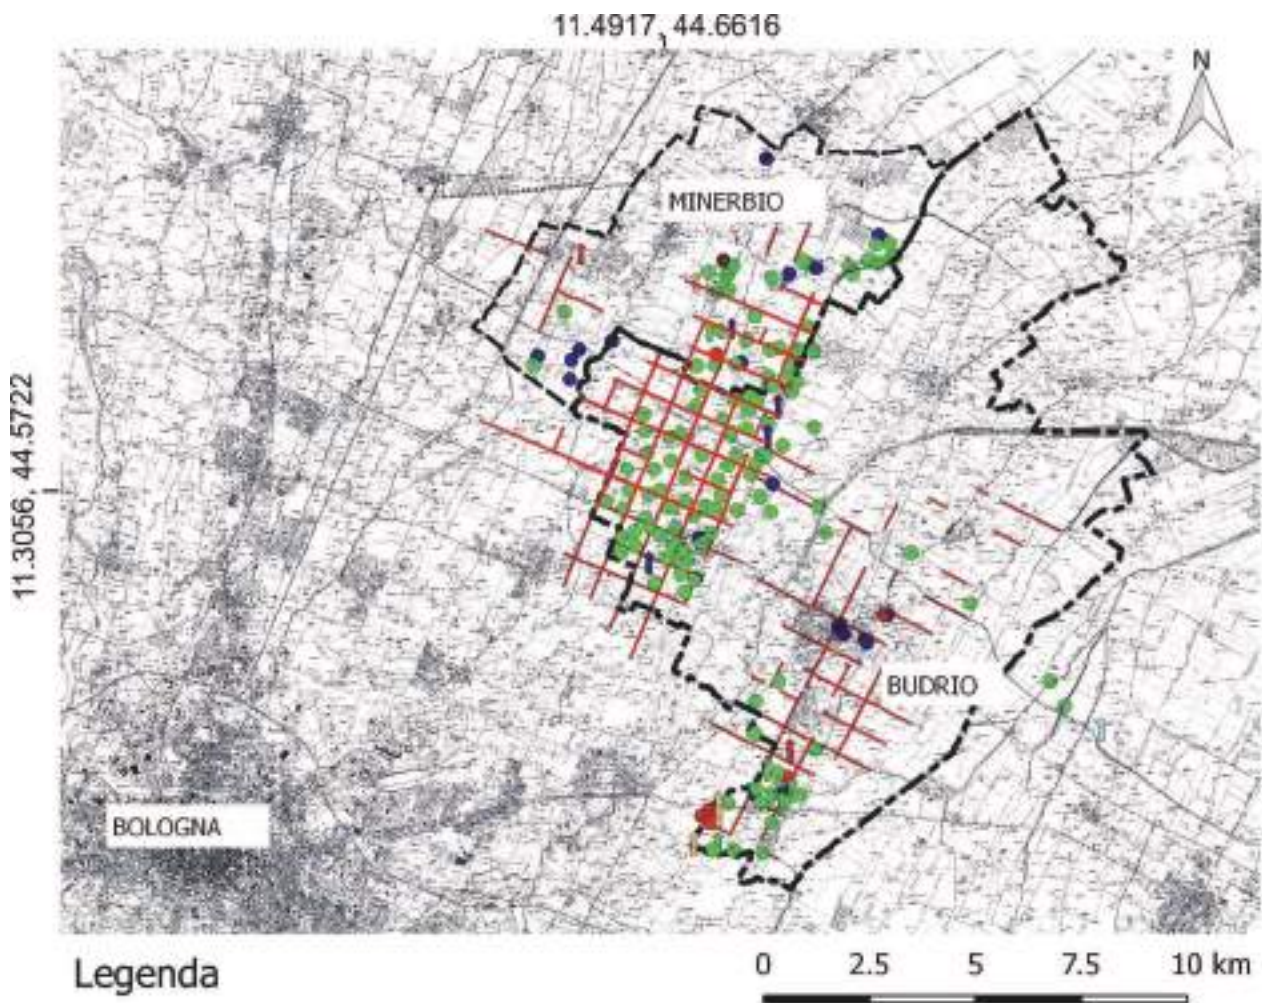 11.4917, 44.6616
N
MINERBIO
11.3056, 44.5722
BUDRIO
BOLOGNA
Legenda
0 2.5 5 7.5 10 km